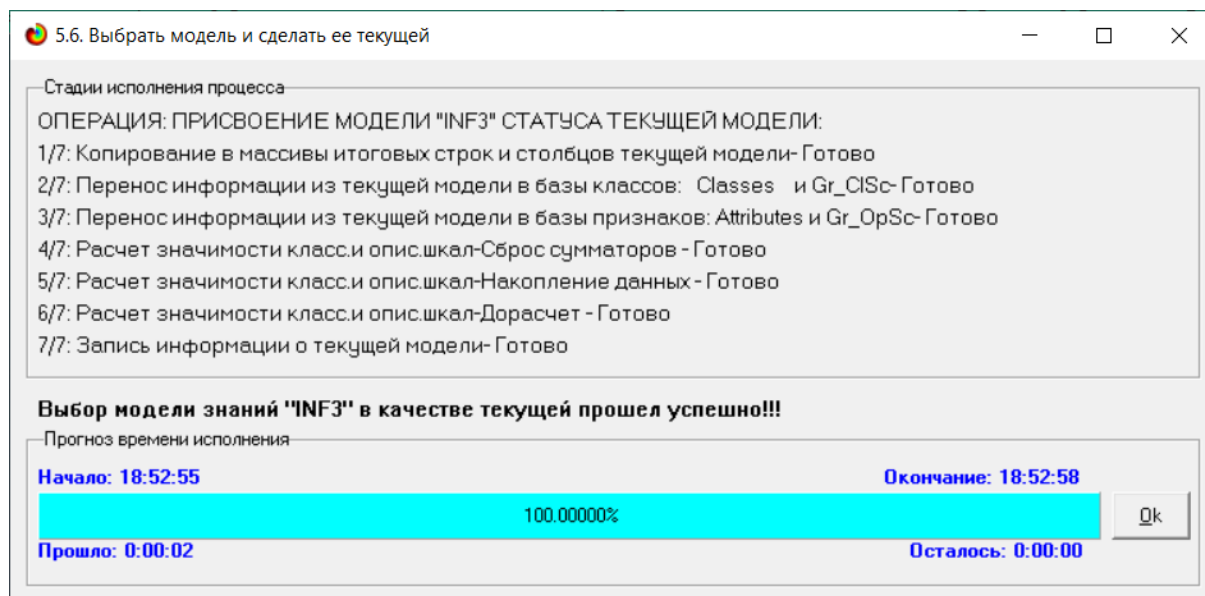 5.6. Выбрать модель и сделать ее текущей
Стадии исполнения процесса
ОПЕРАЦИЯ: ПРИСВОЕНИЕ МОДЕЛИ "INF3" СТАТУСА ТЕКУЩЕЙ МОДЕЛИ:
1/7: Копирование в массивы итоговых строк и столбцов текущей модели- Готово
2/7: Перенос информации из текущей модели в базы классов: Classes и Gr_ClSc- Готово
3/7: Перенос информации из текущей модели в базы признаков: Attributes и Gr_OpSc- Готово
4/7: Расчет значимости класс.и опис.шкал-Сброс сумматоров - Готово
5/7: Расчет значимости класс.и опис.шкал-Накопление данных - Готово
6/7: Расчет значимости класс.и опис.шкал-Дорасчет - Готово
7/7: Запись информации о текущей модели- Готово
Выбор модели знаний "INF3" в качестве текущей прошел успешно!!!
Прогноз времени исполнения
Начало: 18:52:55 Окончание: 18:52:58
100.00000% Ok
Прошло: 0:00:02 Осталось: 0:00:00